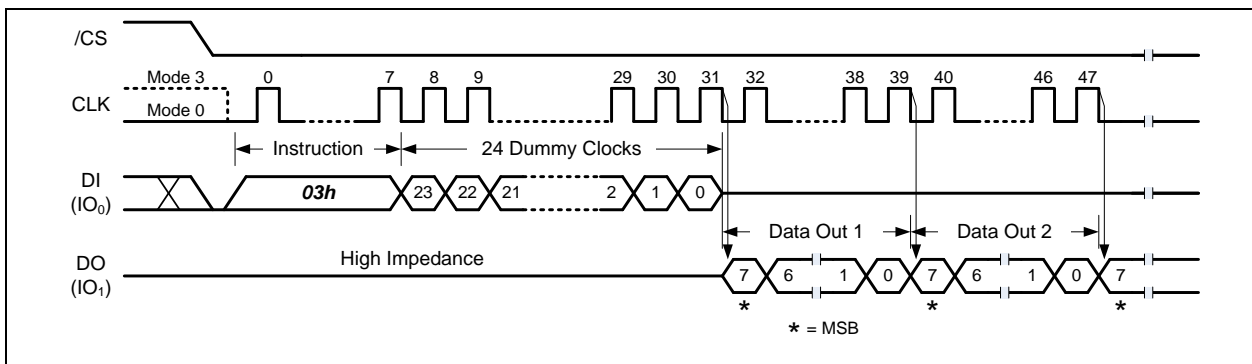 /CS
Mode 3
Mode 0
CLK
0 7 8 9 29 30 31 32 38 39 40 46 47
Instruction 24 Dummy Clocks
DI
(IO₀)
03h 23 22 21 2 1 0
Data Out 1 Data Out 2
High Impedance
DO
(IO₁)
7 6 1 0 7 6 1 0 7
* * *
* = MSB